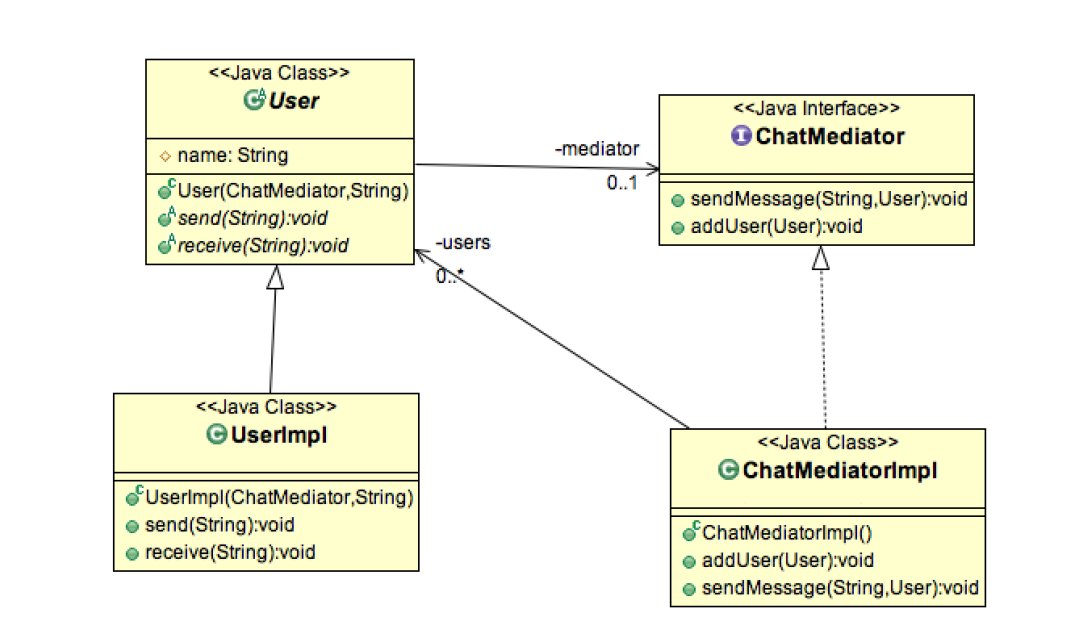 <<Java Class>>
User
name: String
User(ChatMediator,String)
send(String):void
receive(String):void
-mediator
0..1
<<Java Interface>>
ChatMediator
sendMessage(String,User):void
addUser(User):void
-users
0..*
<<Java Class>>
UserImpl
UserImpl(ChatMediator,String)
send(String):void
receive(String):void
<<Java Class>>
ChatMediatorImpl
ChatMediatorImpl()
addUser(User):void
sendMessage(String,User):void